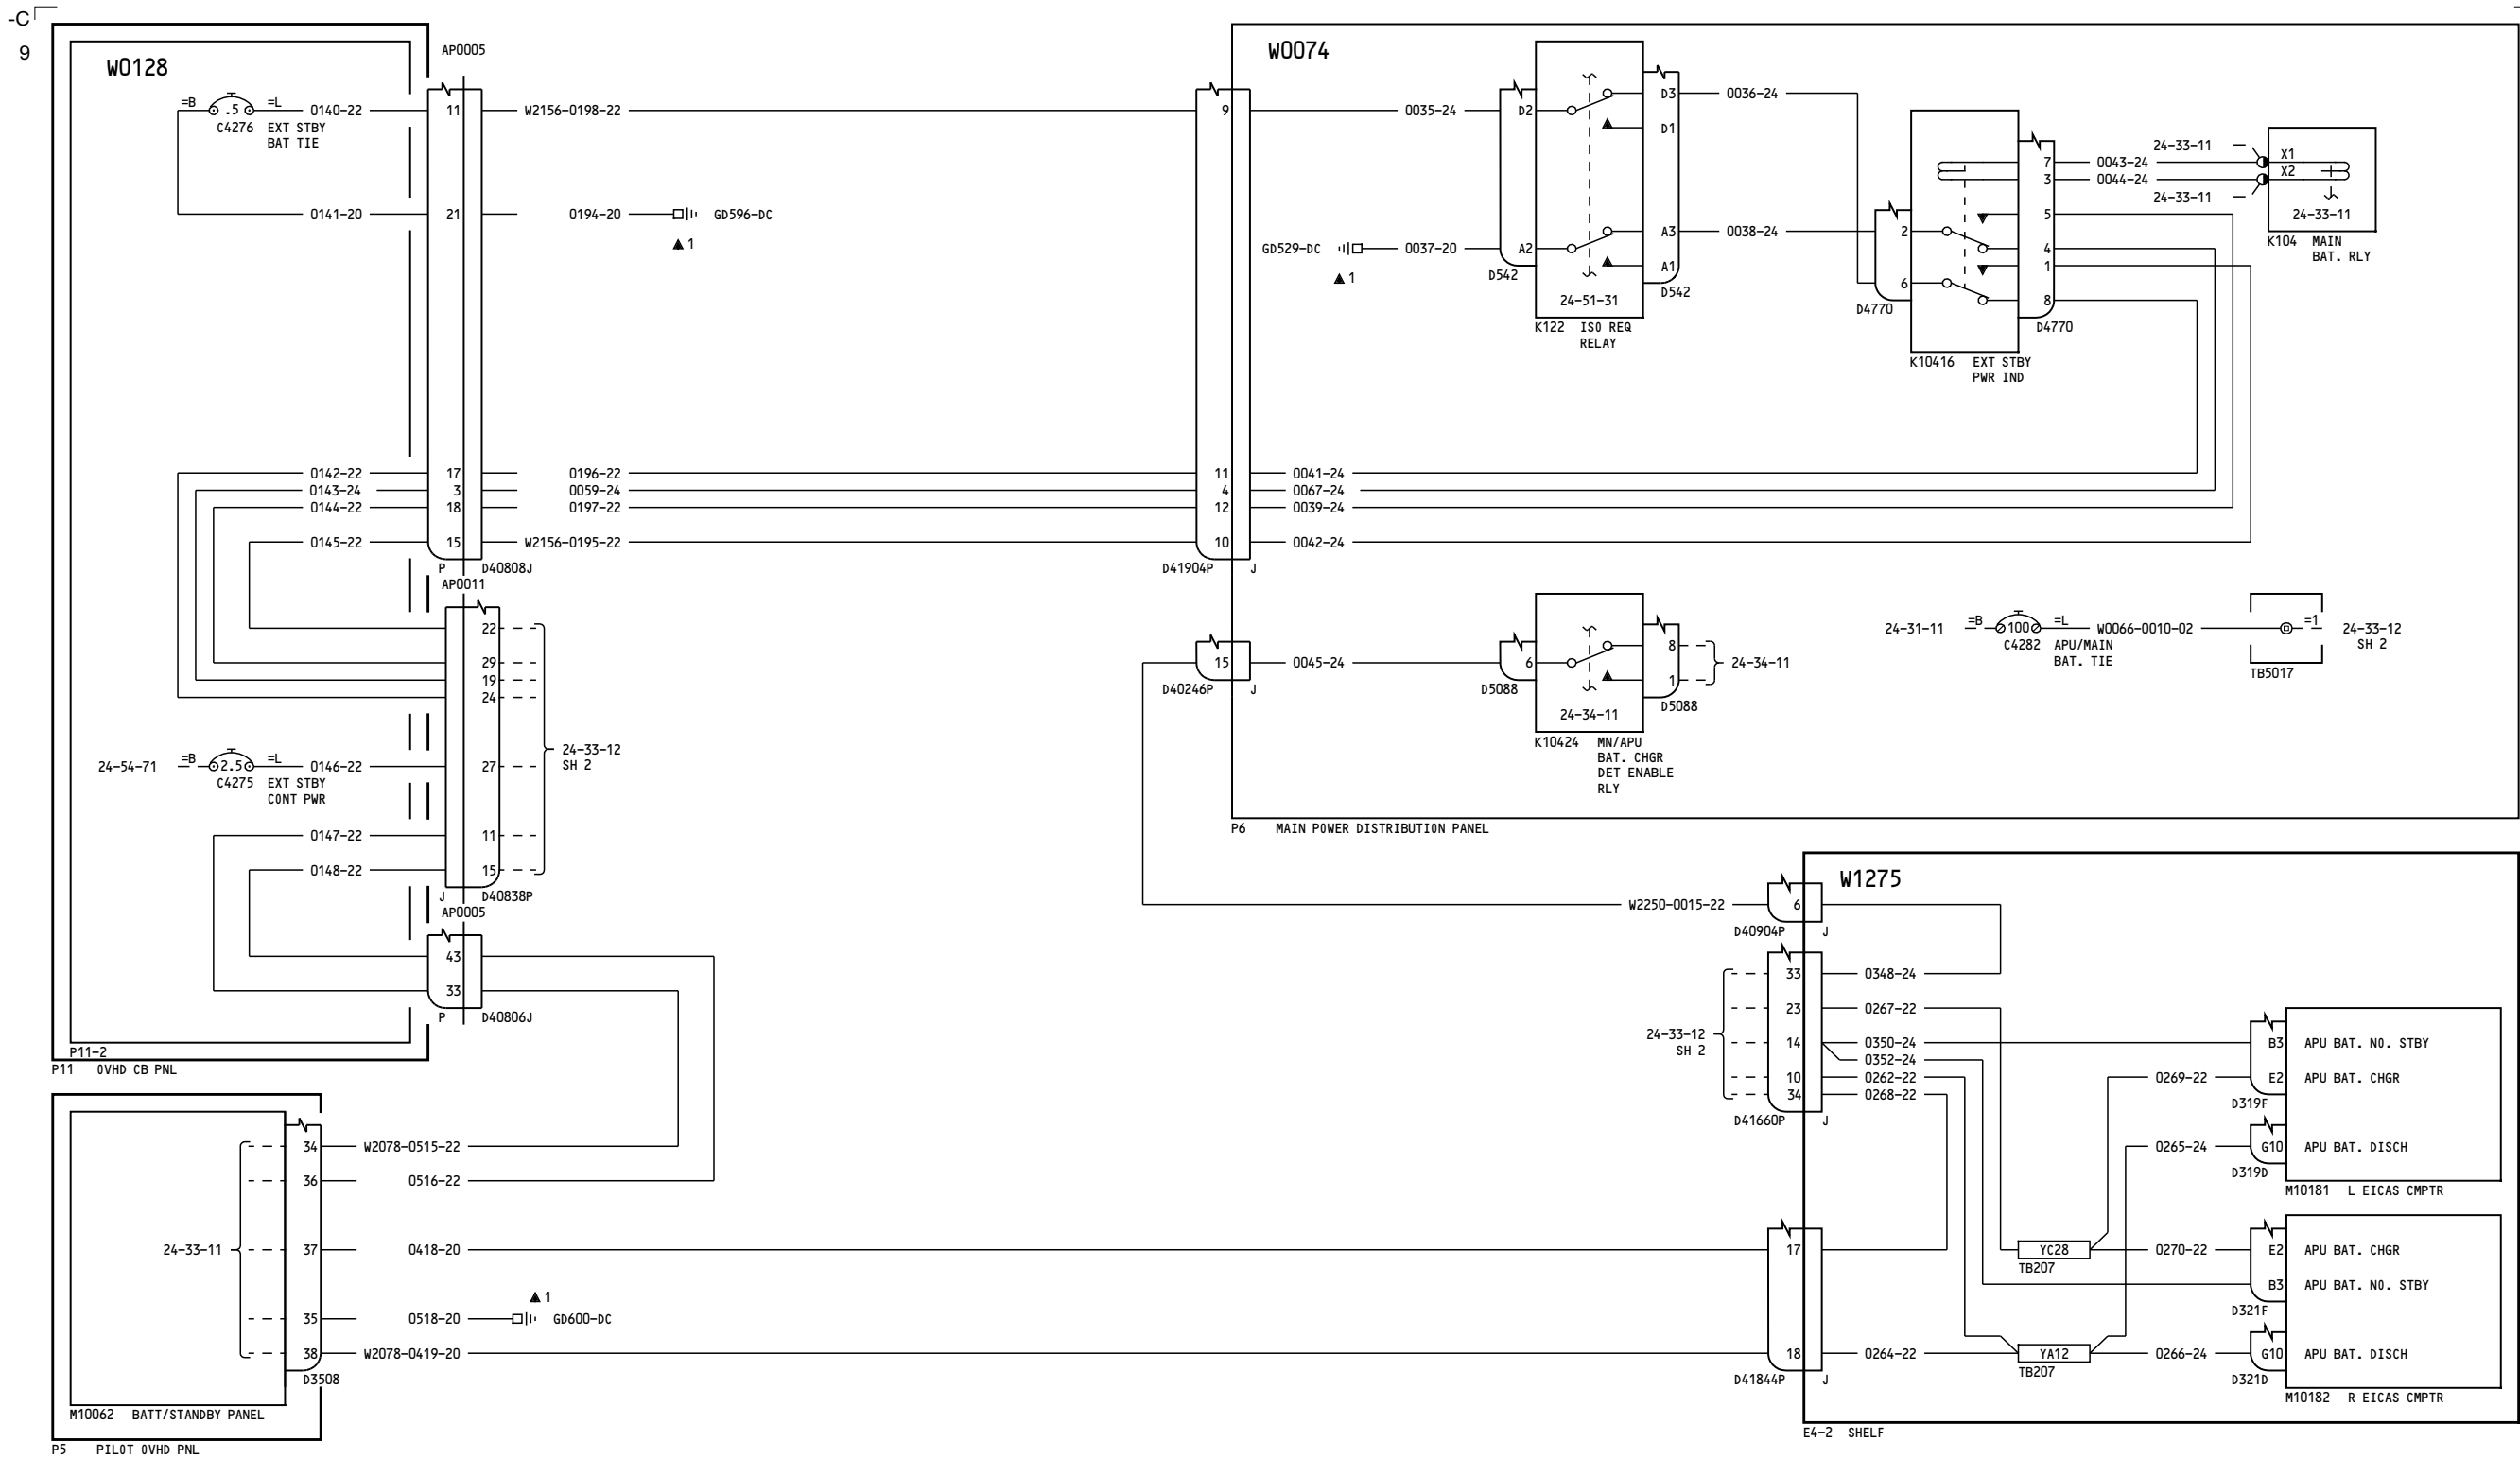 -C
9
W0128
AP0005
=B .5 =L 0140-22 11 W2156-0198-22 9
C4276 EXT STBY
BAT TIE
0141-20 21 0194-20 GD596-DC
▲ 1
0142-22 17 0196-22 11 0041-24
0143-24 3 0059-24 4 0067-24
0144-22 18 0197-22 12 0039-24
0145-22 15 W2156-0195-22 10 0042-24
P D40808J
D41904P J
AP0011
22
29
19
24
24-54-71 =B 2.5 =L 0146-22 27
C4275 EXT STBY
CONT PWR
24-33-12
SH 2
0147-22 11
0148-22 15
J D40838P
AP0005
43
33
P D40806J
P11-2
P11 OVHD CB PNL
W0074
0035-24 D2 D3 0036-24
D1
GD529-DC 0037-20 A2 A3 0038-24
▲ 1
A1
D542 D542
24-51-31
K122 ISO REQ
RELAY
2
6
D4770
7 0043-24
3 0044-24
5
4
1
8
D4770
K10416 EXT STBY
PWR IND
24-33-11
X1
X2
24-33-11
24-33-11
K104 MAIN
BAT. RLY
15 0045-24 6 8
1
24-34-11
D40246P J
D5088 D5088
24-34-11
K10424 MN/APU
BAT. CHGR
DET ENABLE
RLY
24-31-11 =B 100 =L W0066-0010-02 =1 24-33-12
SH 2
C4282 APU/MAIN
BAT. TIE
TB5017
P6 MAIN POWER DISTRIBUTION PANEL
W1275
W2250-0015-22 6
D40904P J
33 0348-24
23 0267-22
24-33-12
SH 2
14 0350-24
0352-24
10 0262-22
34 0268-22
D41660P J
B3 APU BAT. NO. STBY
0269-22 E2 APU BAT. CHGR
D319F
0265-24 G10 APU BAT. DISCH
D319D
M10181 L EICAS CMPTR
17
YC28 0270-22 E2 APU BAT. CHGR
TB207
B3 APU BAT. NO. STBY
D321F
18 0264-22 YA12 0266-24 G10 APU BAT. DISCH
D41844P J
TB207
D321D
M10182 R EICAS CMPTR
E4-2 SHELF
34 W2078-0515-22
36 0516-22
24-33-11 37 0418-20
▲ 1
35 0518-20 GD600-DC
38 W2078-0419-20
D3508
M10062 BATT/STANDBY PANEL
P5 PILOT OVHD PNL